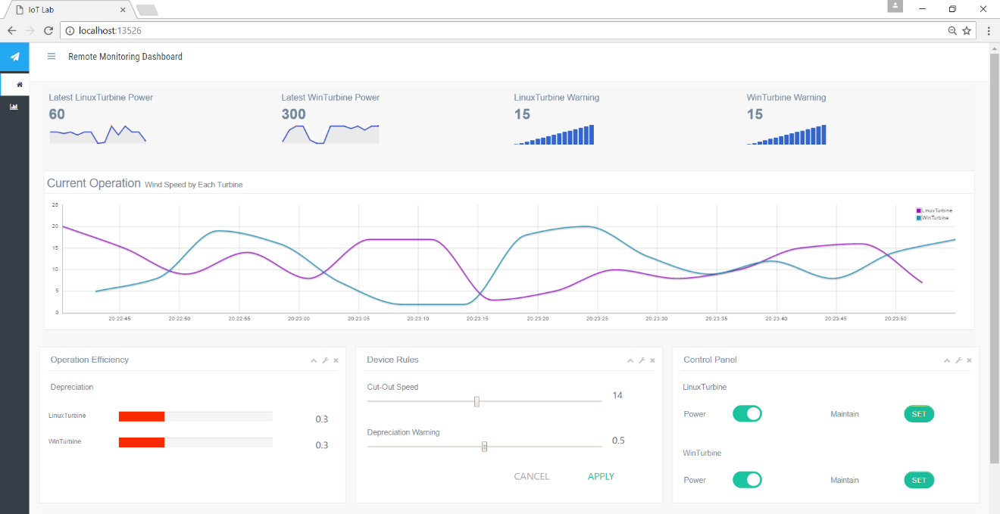 IoT Lab
localhost:13526
Remote Monitoring Dashboard
Latest LinuxTurbine Power
60
Latest WinTurbine Power
300
LinuxTurbine Warning
15
WinTurbine Warning
15
Current Operation Wind Speed by Each Turbine
25
20
15
10
5
0
LinuxTurbine
WinTurbine
20:22:45 20:22:50 20:22:55 20:23:00 20:23:05 20:23:10 20:23:15 20:23:20 20:23:25 20:23:30 20:23:35 20:23:40 20:23:45 20:23:50
Operation Efficiency
Depreciation
LinuxTurbine 0.3
WinTurbine 0.3
Device Rules
Cut-Out Speed
14
Depreciation Warning
0.5
CANCEL APPLY
Control Panel
LinuxTurbine
Power Maintain SET
WinTurbine
Power Maintain SET